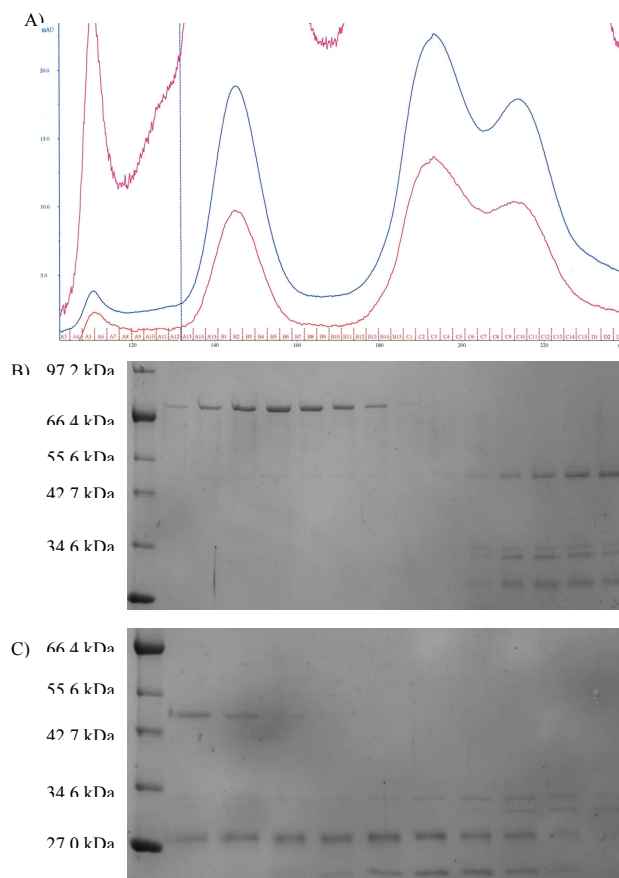 A)
mAU
20.0
15.0
10.0
5.0
A3 A4 A5 A6 A7 A8 A9 A10 A11 A12 A13 A14 A15 B1 B2 B3 B4 B5 B6 B7 B8 B9 B10 B11 B12 B13 B14 B15 C1 C2 C3 C4 C5 C6 C7 C8 C9 C10 C11 C12 C13 C14 C15 D1 D2
120 140 160 180 200 220
B)
97.2 kDa
66.4 kDa
55.6 kDa
42.7 kDa
34.6 kDa
C)
66.4 kDa
55.6 kDa
42.7 kDa
34.6 kDa
27.0 kDa